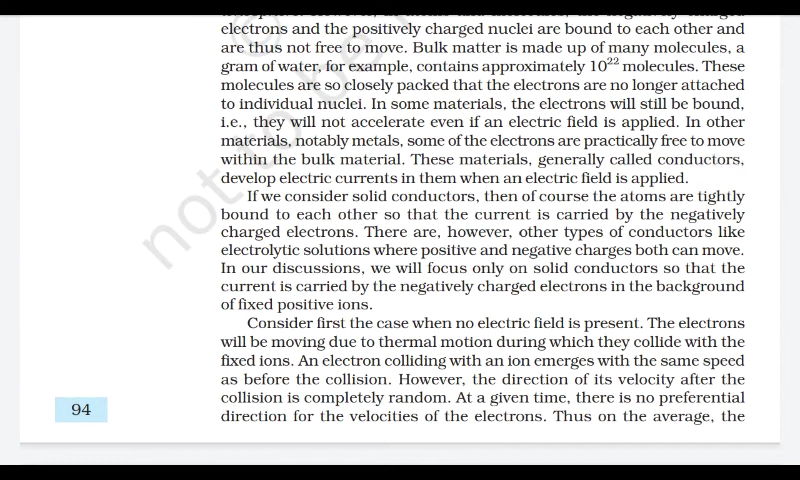 electrons and the positively charged nuclei are bound to each other and
are thus not free to move. Bulk matter is made up of many molecules, a
gram of water, for example, contains approximately 10²² molecules. These
molecules are so closely packed that the electrons are no longer attached
to individual nuclei. In some materials, the electrons will still be bound,
i.e., they will not accelerate even if an electric field is applied. In other
materials, notably metals, some of the electrons are practically free to move
within the bulk material. These materials, generally called conductors,
develop electric currents in them when an electric field is applied.
If we consider solid conductors, then of course the atoms are tightly
bound to each other so that the current is carried by the negatively
charged electrons. There are, however, other types of conductors like
electrolytic solutions where positive and negative charges both can move.
In our discussions, we will focus only on solid conductors so that the
current is carried by the negatively charged electrons in the background
of fixed positive ions.
Consider first the case when no electric field is present. The electrons
will be moving due to thermal motion during which they collide with the
fixed ions. An electron colliding with an ion emerges with the same speed
as before the collision. However, the direction of its velocity after the
collision is completely random. At a given time, there is no preferential
direction for the velocities of the electrons. Thus on the average, the
94
not to be